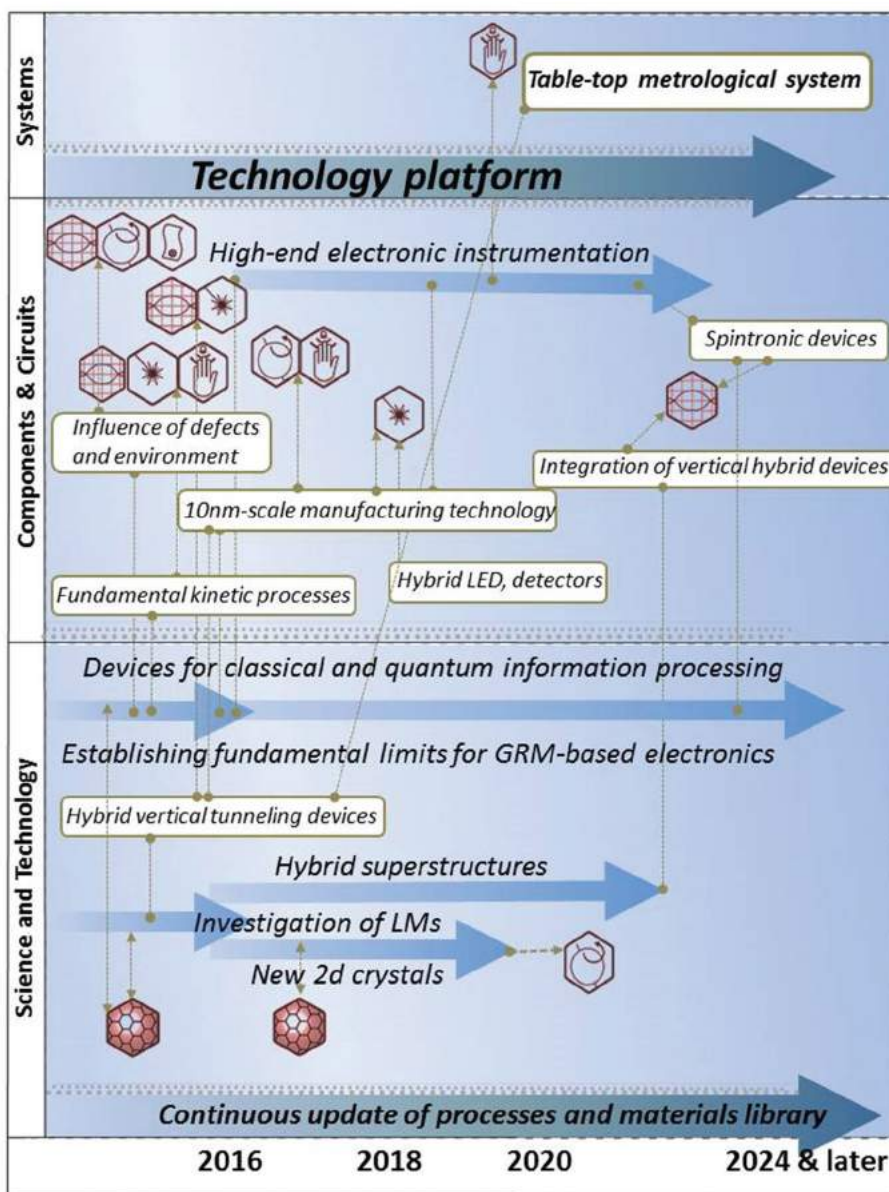 Systems
Table-top metrological system
Technology platform
Components & Circuits
High-end electronic instrumentation
Spintronic devices
Influence of defects
and environment
Integration of vertical hybrid devices
10nm-scale manufacturing technology
Hybrid LED, detectors
Fundamental kinetic processes
Science and Technology
Devices for classical and quantum information processing
Establishing fundamental limits for GRM-based electronics
Hybrid vertical tunneling devices
Hybrid superstructures
Investigation of LMs
New 2d crystals
Continuous update of processes and materials library
2016 2018 2020 2024 & later